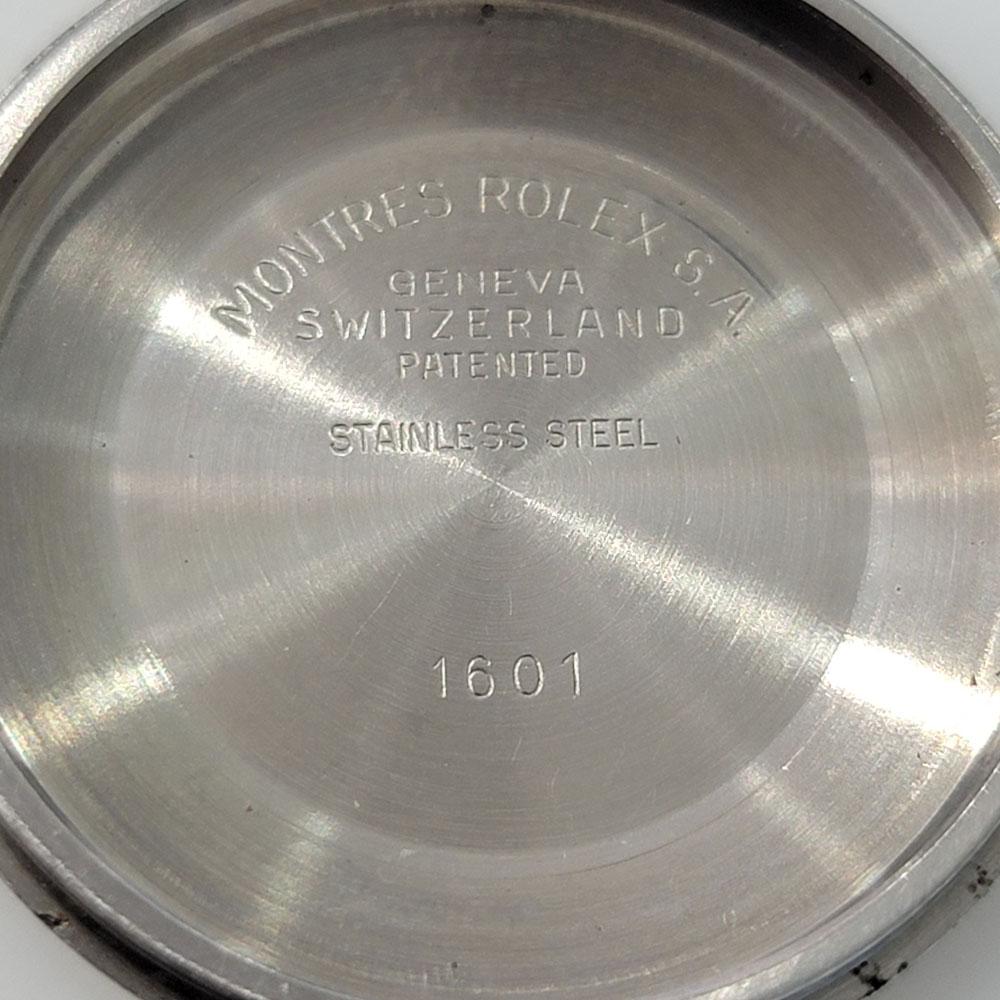 MONTRES ROLEX. S. A.
GENEVA
SWITZERLAND
PATENTED
STAINLESS STEEL
1601